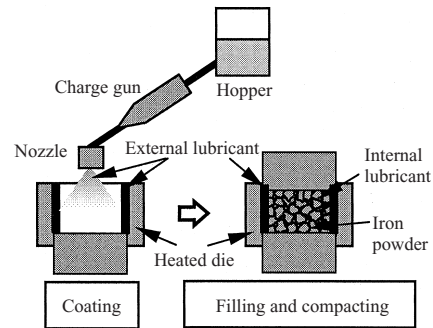 Charge gun
Hopper
Nozzle
External lubricant
Internal
lubricant
Iron
powder
Heated die
Coating
Filling and compacting